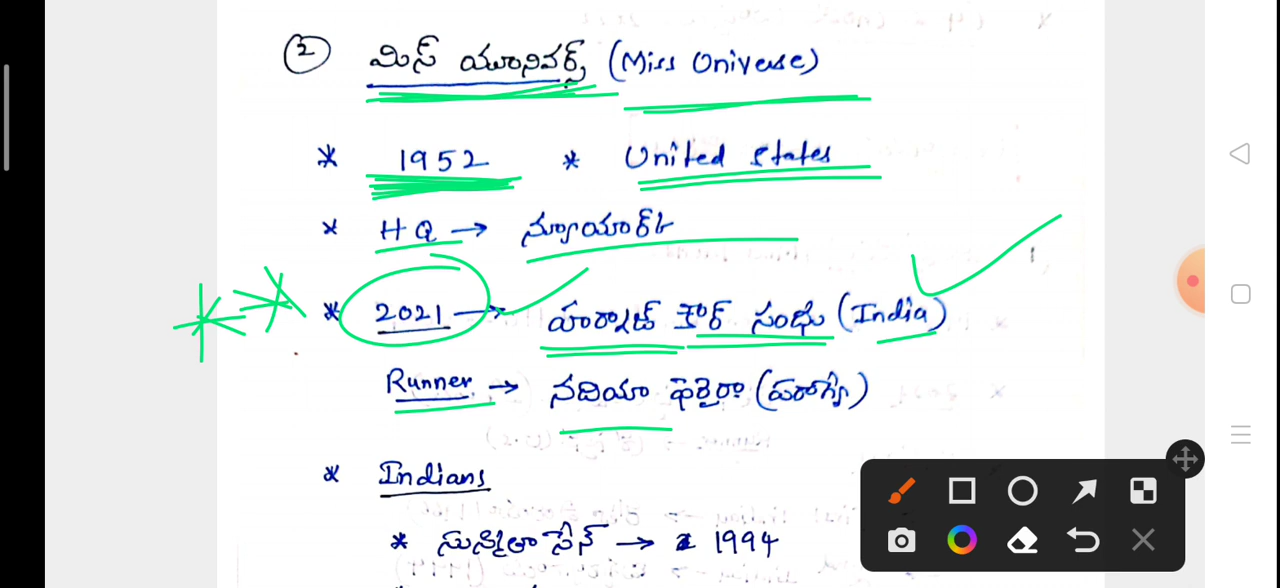 ② మిస్ యూనివర్స్ (Miss Universe)
* 1952 * United States
* HQ → న్యూయార్క్
* 2021 → హర్నాజ్ కౌర్ సంధు (India)
Runner → నదియా ఫెరైరా (పరాగ్వే)
* Indians
* సుస్మితాసేన్ → 1994